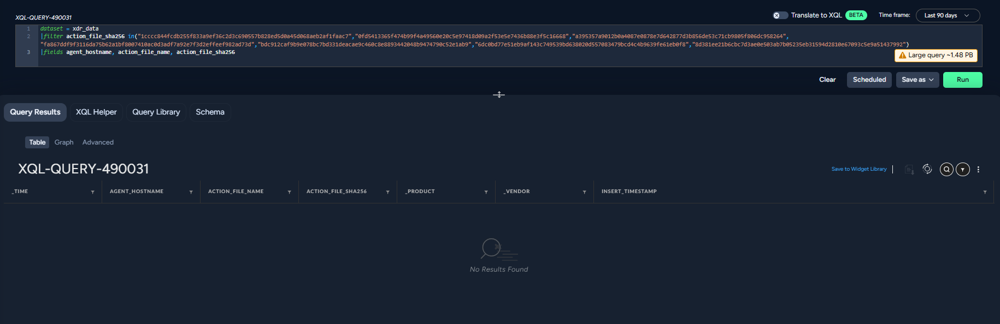 XQL-QUERY-490031
Translate to XQL BETA Time frame: Last 90 days
1 dataset = xdr_data
2 |filter action_file_sha256 in("1cccc844fcdb255f833a9ef36c2d3c690557b828ed5d0a45d068aeb2af1faac7","0fd5413365f474b99f4a49560e20c5e97418d09a2f53e5e7436b88e3f5c16668","a395357a9012b0a4087e0878e7d642877d3b856de53c71cb9805f806dc958264",
"fa867ddf9f3116da75b62a1bf8007410ac0d3adf7a92e7f3d2effeef982ad73d","bdc912caf9b9e078bc7bd331deacae9c460c8e8893442048b9474790c52e1ab9","6dc0bd77e51eb9af143c749539bd638020d557083479bcd4c4b9639fe61eb0f8","8d381ee21b6cbc7d3ae0e503ab7b05235eb31594d2810e67093c5e9a51437992")
3 |fields agent_hostname, action_file_name, action_file_sha256
Large query ~1.48 PB
Clear Scheduled Save as Run
Query Results XQL Helper Query Library Schema
Table Graph Advanced
XQL-QUERY-490031
Save to Widget Library
_TIME AGENT_HOSTNAME ACTION_FILE_NAME ACTION_FILE_SHA256 _PRODUCT _VENDOR INSERT_TIMESTAMP
No Results Found